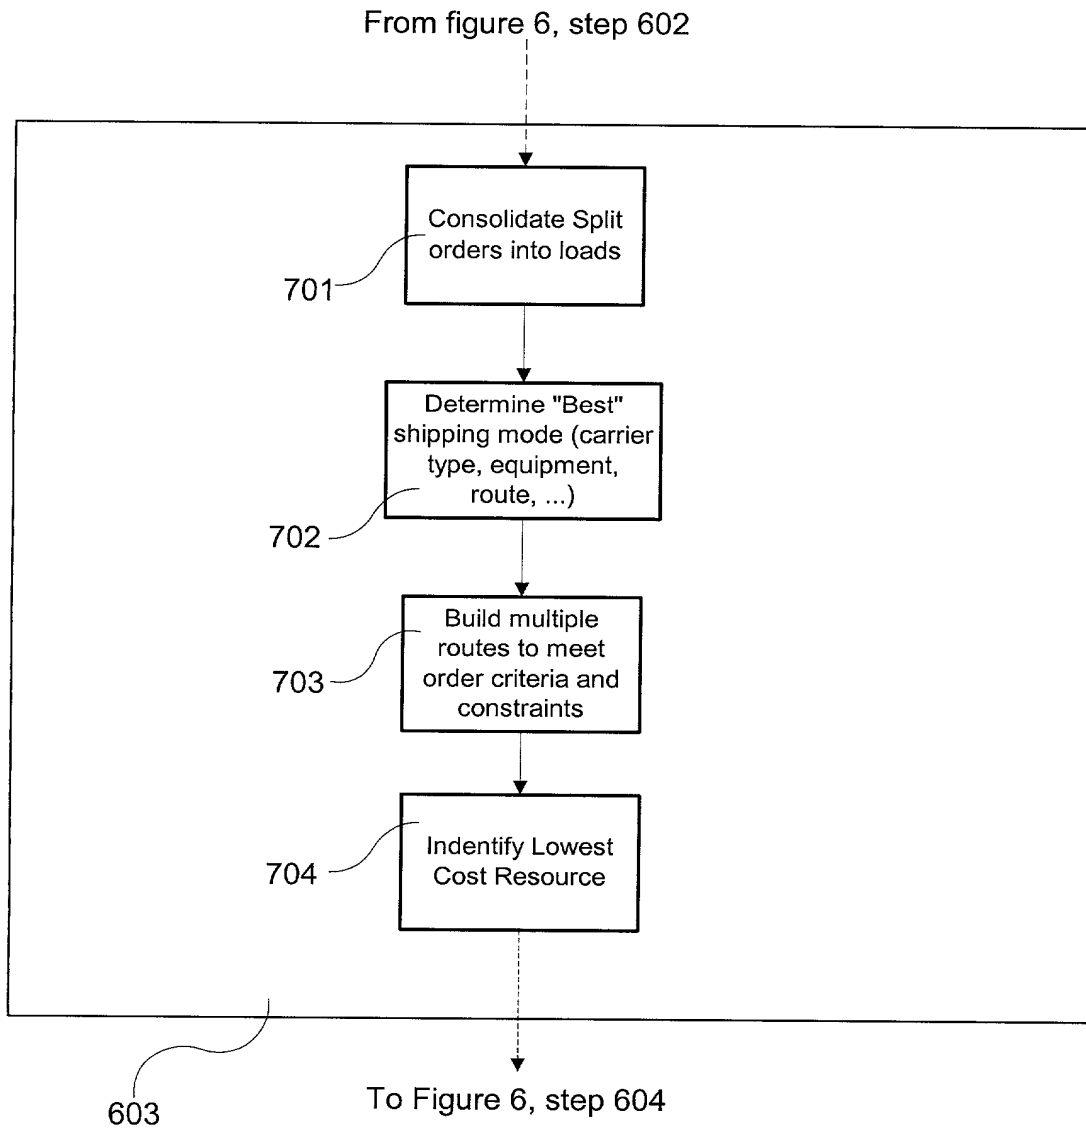 From figure 6, step 602
Consolidate Split
orders into loads
701
Determine "Best"
shipping mode (carrier
type, equipment,
route, ...)
702
Build multiple
routes to meet
order criteria and
constraints
703
Indentify Lowest
Cost Resource
704
603
To Figure 6, step 604